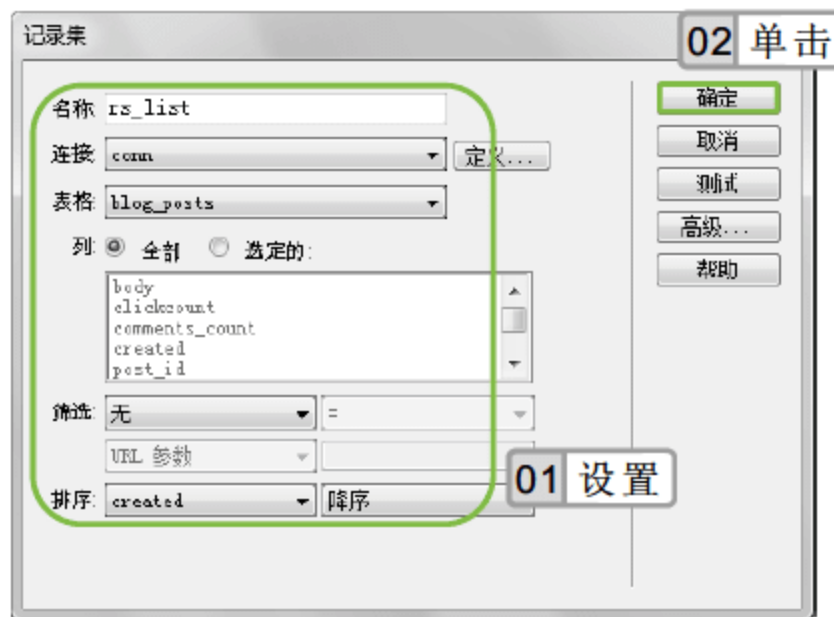 记录集
02 单击
名称: rs_list
连接: conn 定义...
表格: blog_posts
列: 全部 选定的:
body
clickcount
comments_count
created
post_id
筛选: 无 =
URL 参数
01 设置
排序: created 降序
确定
取消
测试
高级...
帮助